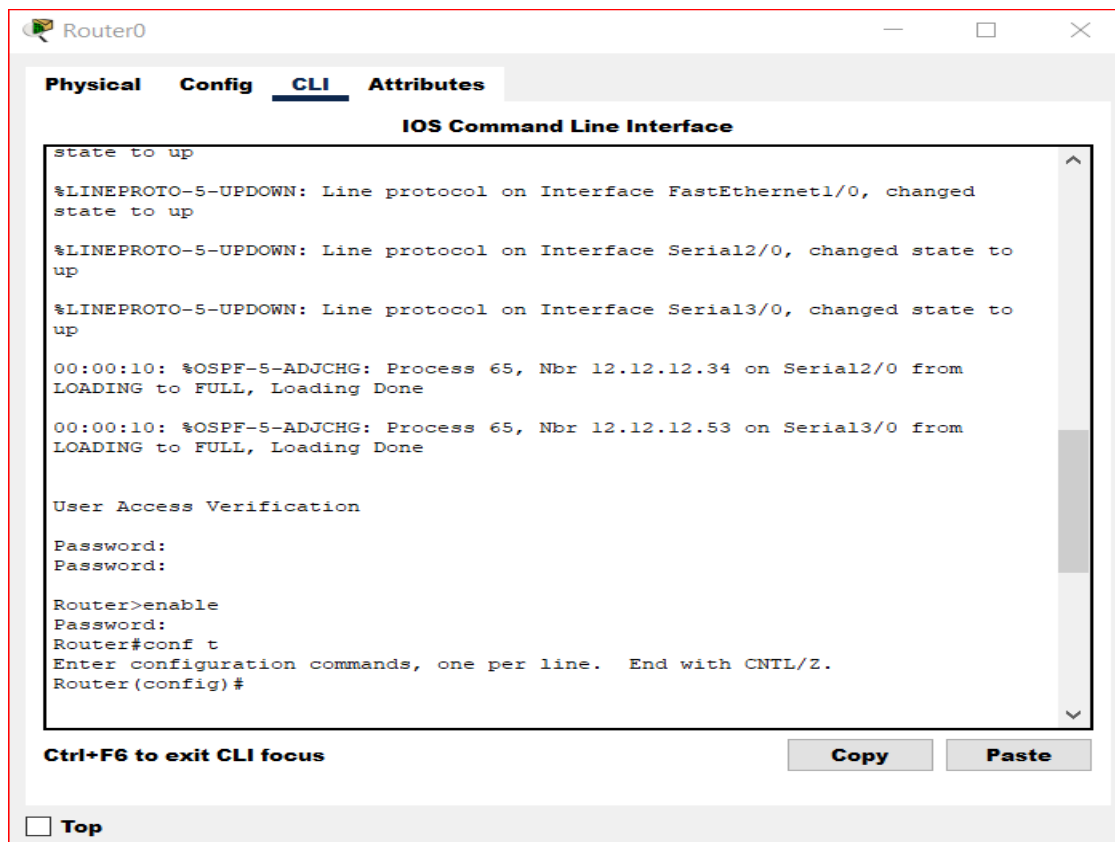 Router0
Physical Config CLI Attributes
IOS Command Line Interface
state to up
%LINEPROTO-5-UPDOWN: Line protocol on Interface FastEthernet1/0, changed
state to up
%LINEPROTO-5-UPDOWN: Line protocol on Interface Serial2/0, changed state to
up
%LINEPROTO-5-UPDOWN: Line protocol on Interface Serial3/0, changed state to
up
00:00:10: %OSPF-5-ADJCHG: Process 65, Nbr 12.12.12.34 on Serial2/0 from
LOADING to FULL, Loading Done
00:00:10: %OSPF-5-ADJCHG: Process 65, Nbr 12.12.12.53 on Serial3/0 from
LOADING to FULL, Loading Done
User Access Verification
Password:
Password:
Router>enable
Password:
Router#conf t
Enter configuration commands, one per line.  End with CNTL/Z.
Router(config)#
Ctrl+F6 to exit CLI focus
Copy Paste
Top